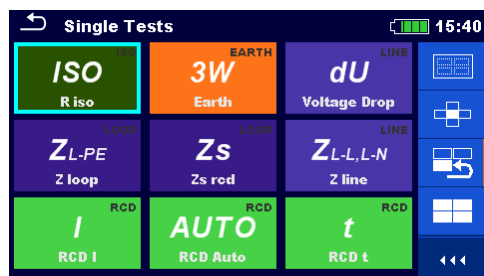 Single Tests 15:40
ISO EARTH LINE
ISO 3W dU
R iso Earth Voltage Drop
LOOP LOOP LINE
ZL-PE Zs ZL-L,L-N
Z loop Zs rcd Z line
RCD RCD RCD
I AUTO t
RCD I RCD Auto RCD t